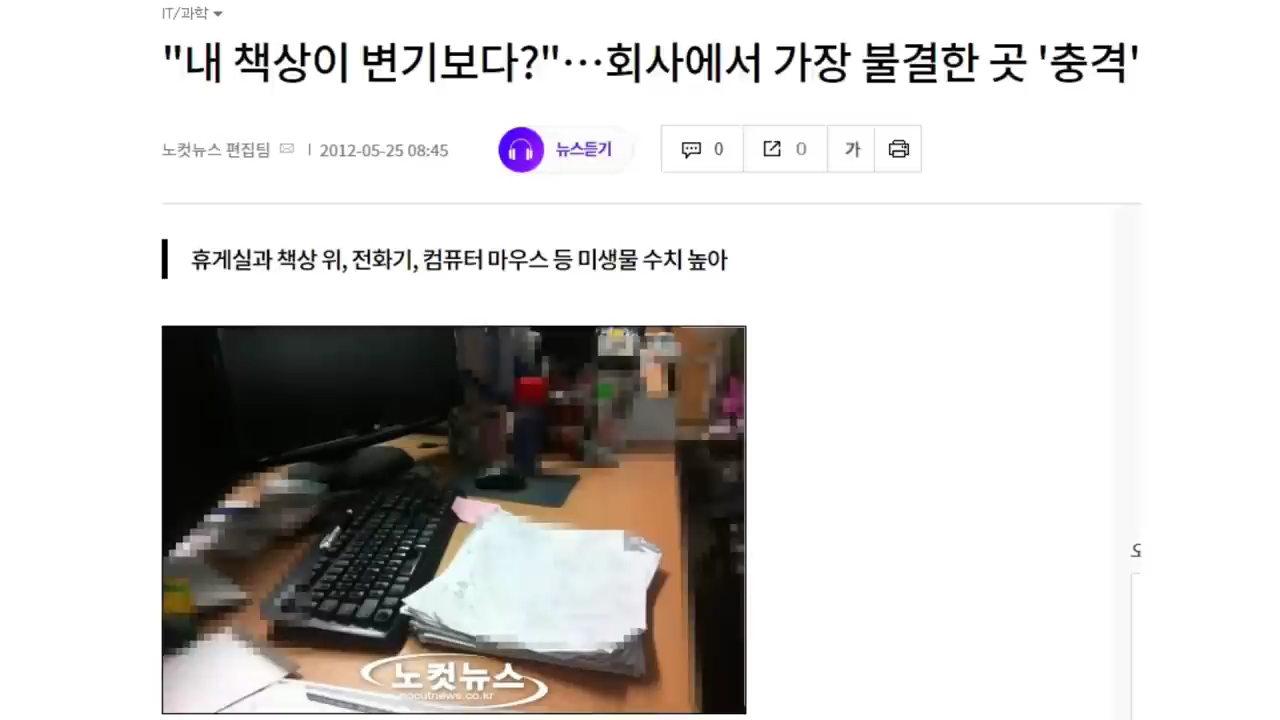 IT/과학
"내 책상이 변기보다?"…회사에서 가장 불결한 곳 '충격'
노컷뉴스 편집팀 | 2012-05-25 08:45 뉴스듣기 0 0 가
휴게실과 책상 위, 전화기, 컴퓨터 마우스 등 미생물 수치 높아
노컷뉴스
nocutnews.co.kr